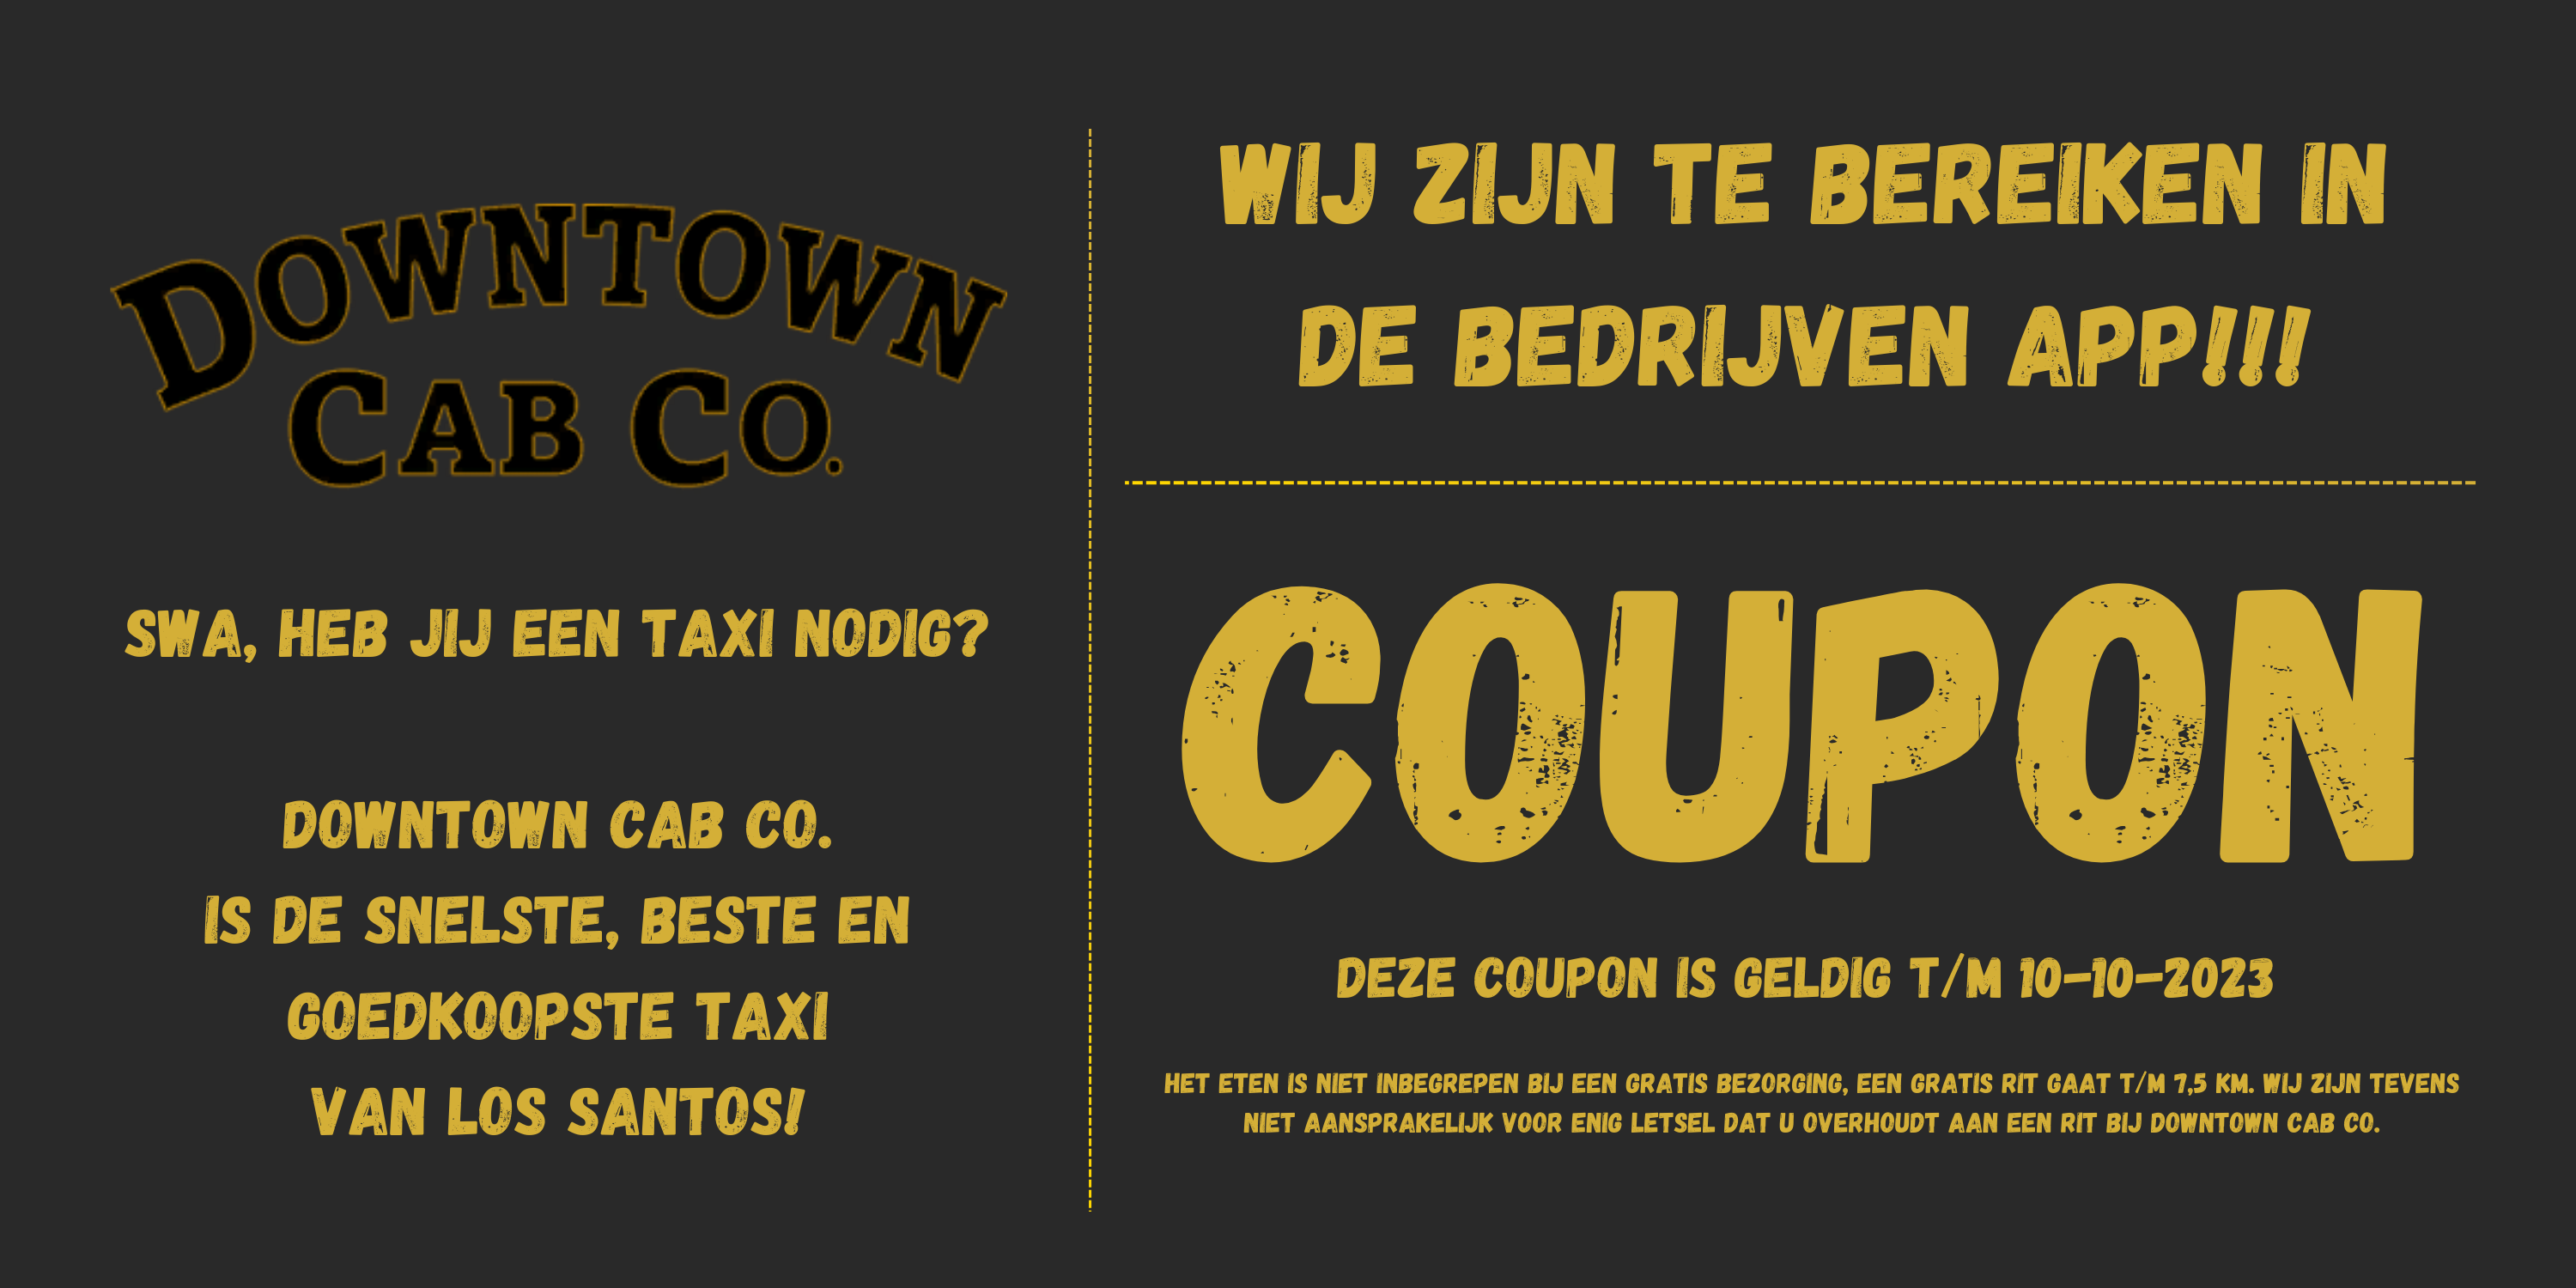 DOWNTOWN
CAB CO.
SWA, HEB JIJ EEN TAXI NODIG?
DOWNTOWN CAB CO.
IS DE SNELSTE, BESTE EN
GOEDKOOPSTE TAXI
VAN LOS SANTOS!
WIJ ZIJN TE BEREIKEN IN
DE BEDRIJVEN APP!!!
COUPON
DEZE COUPON IS GELDIG T/M 10-10-2023
HET ETEN IS NIET INBEGREPEN BIJ EEN GRATIS BEZORGING, EEN GRATIS RIT GAAT T/M 7,5 KM. WIJ ZIJN TEVENS
NIET AANSPRAKELIJK VOOR ENIG LETSEL DAT U OVERHOUDT AAN EEN RIT BIJ DOWNTOWN CAB CO.